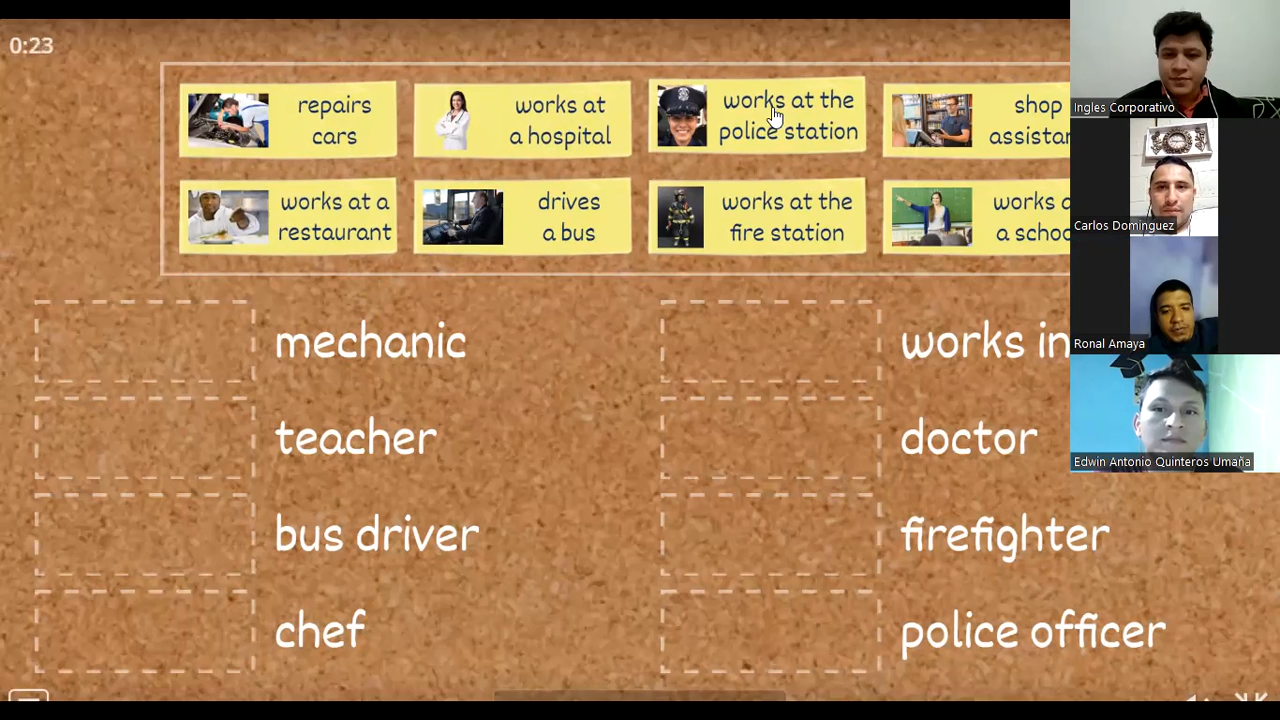 0:23
repairs
cars
works at
a hospital
works at the
police station
shop
works at a
restaurant
drives
a bus
works at the
fire station
works
mechanic
works in
teacher
doctor
bus driver
firefighter
chef
police officer
Ingles Corporativo
Carlos Dominguez
Ronal Amaya
Edwin Antonio Quinteros Umaña